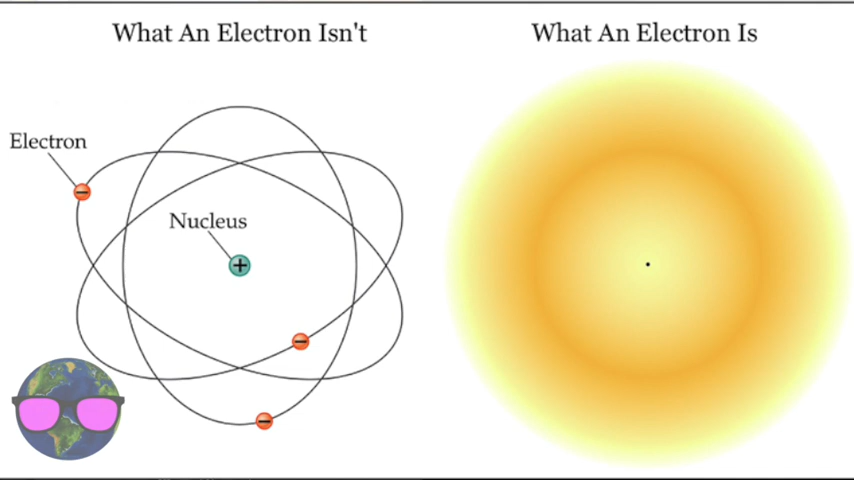 What An Electron Isn't
What An Electron Is
Electron
Nucleus
−
+
−
−